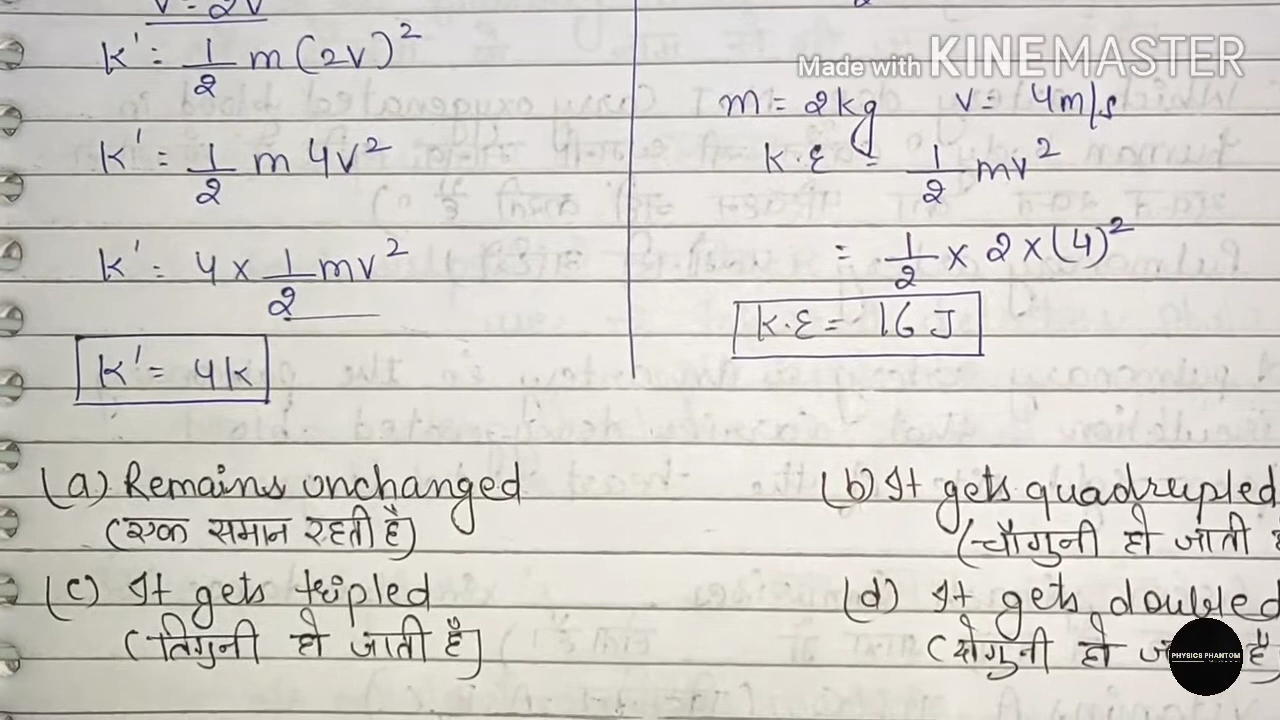 K' = 1/2 m (2v)²
K' = 1/2 m 4v²
K' = 4 × 1/2 mv²
K' = 4K
Made with KINEMASTER
m = 2kg v = 4m/s
K.E = 1/2 mv²
= 1/2 × 2 × (4)²
K.E = 16 J
(a) Remains unchanged
(एक समान रहती है)
(b) It gets quadrupled
(चौगुनी हो जाती
(c) It gets tripled
(तिगुनी हो जाती है)
(d) It gets doubled
(दोगुनी हो है)
PHYSICS PHANTOM